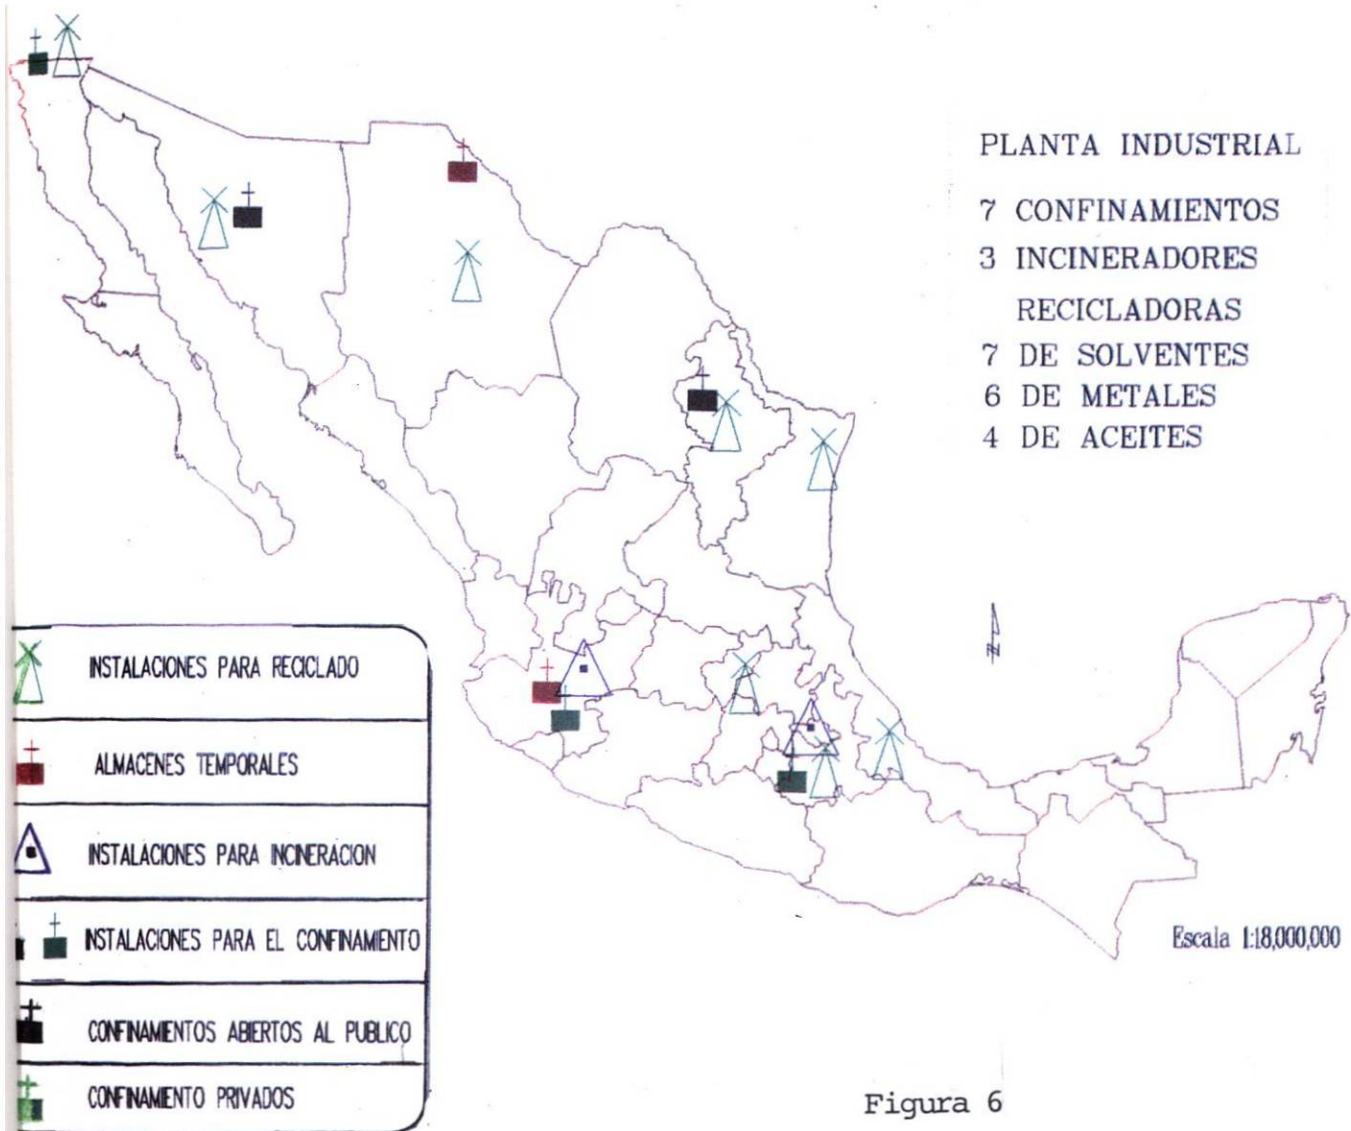 PLANTA INDUSTRIAL
7 CONFINAMIENTOS
3 INCINERADORES
RECICLADORAS
7 DE SOLVENTES
6 DE METALES
4 DE ACEITES
N
INSTALACIONES PARA RECICLADO
ALMACENES TEMPORALES
INSTALACIONES PARA INCINERACION
INSTALACIONES PARA EL CONFINAMIENTO
CONFINAMIENTOS ABIERTOS AL PUBLICO
CONFINAMIENTO PRIVADOS
Escala 1:18,000,000
Figura 6